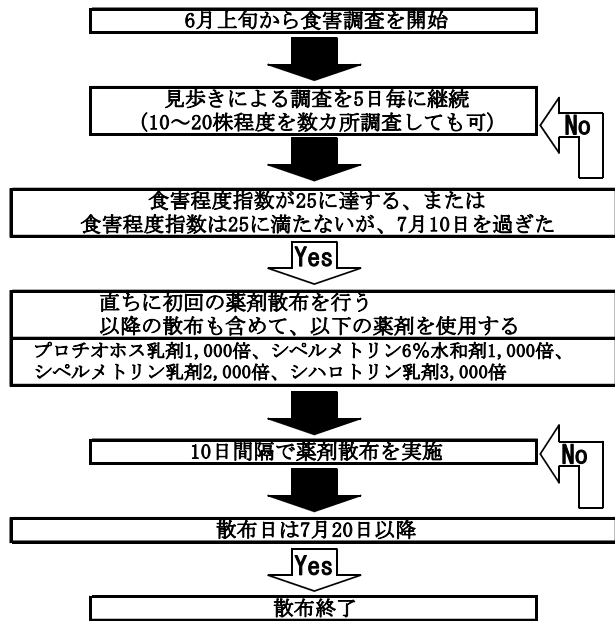 6月上旬から食害調査を開始
見歩きによる調査を5日毎に継続
(10～20株程度を数カ所調査しても可)
No
食害程度指数が25に達する、または
食害程度指数は25に満たないが、7月10日を過ぎた
Yes
直ちに初回の薬剤散布を行う
以降の散布も含めて、以下の薬剤を使用する
プロチオホス乳剤1,000倍、シペルメトリン6%水和剤1,000倍、
シペルメトリン乳剤2,000倍、シハロトリン乳剤3,000倍
10日間隔で薬剤散布を実施
No
散布日は7月20日以降
Yes
散布終了